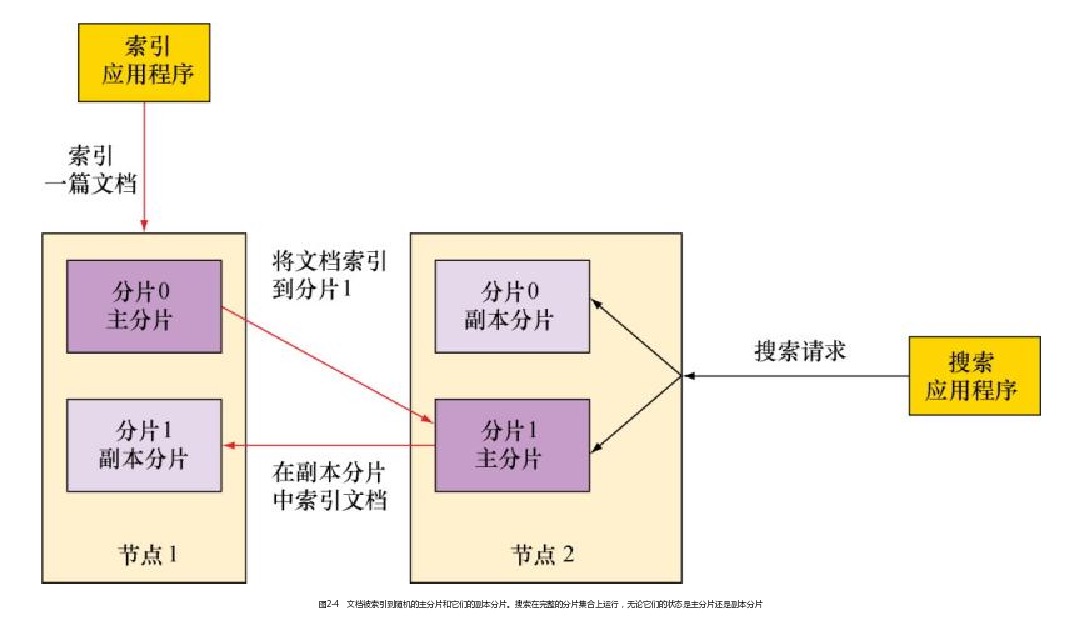 索引
应用程序
索引
一篇文档
将文档索引
到分片1
分片0
主分片
分片0
副本分片
搜索请求
搜索
应用程序
分片1
副本分片
分片1
主分片
在副本分片
中索引文档
节点1
节点 2
图2-4 文档被索引到随机的主分片和它们的副本分片。搜索在完整的分片集合上运行，无论它们的状态是主分片还是副本分片